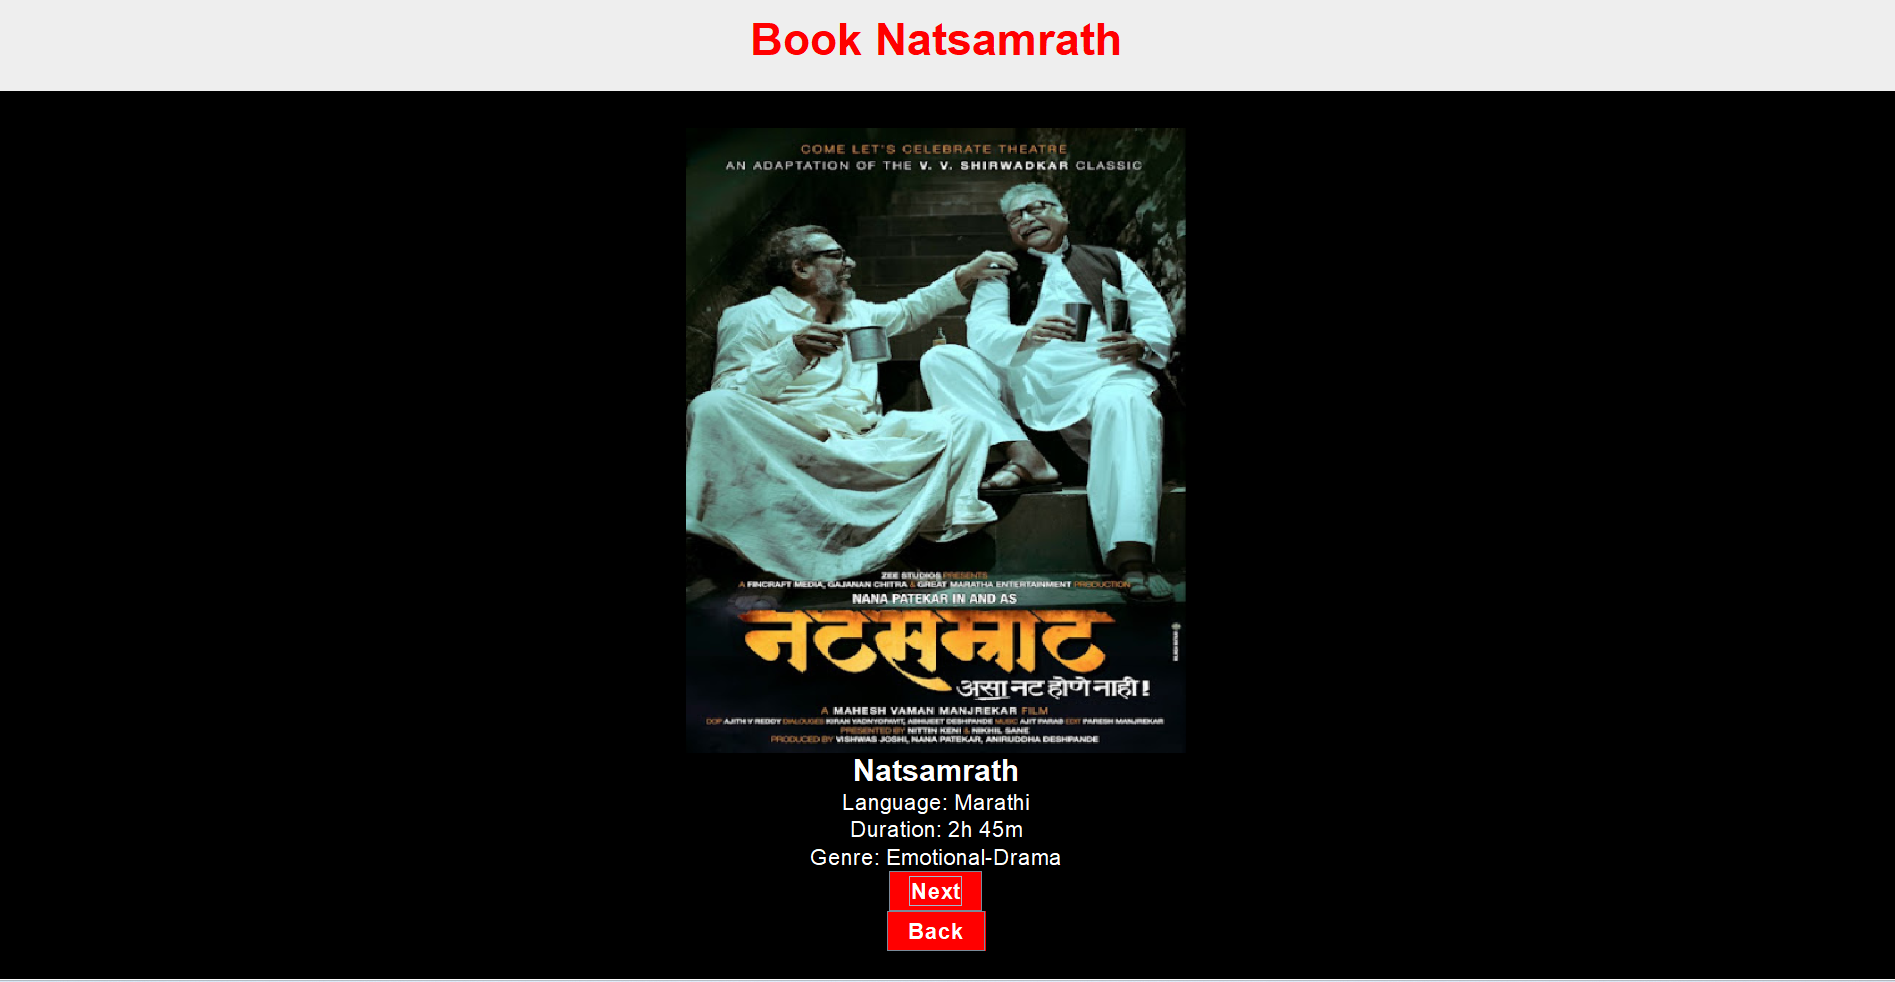 Book Natsamrath
COME LET'S CELEBRATE THEATRE
AN ADAPTATION OF THE V. V. SHIRWADKAR CLASSIC
ZEE STUDIOS PRESENTS
A FINCRAFT MEDIA, GAJANAN CHITRA & GREAT MARATHA ENTERTAINMENT PRODUCTION
NANA PATEKAR IN AND AS
नटसम्राट
असा नट होणे नाही!
A MAHESH VAMAN MANJREKAR FILM
DOP AJITH V REDDY DIALOUGES KIRAN YADNYOPAVIT, ABHIJEET DESHPANDE MUSIC AJIT PARAB EDIT PARESH MANJREKAR
PRESENTED BY NITTIN KENI & NIKHIL SANE
PRODUCED BY VISHWAS JOSHI, NANA PATEKAR, ANIRUDDHA DESHPANDE
Natsamrath
Language: Marathi
Duration: 2h 45m
Genre: Emotional-Drama
Next
Back